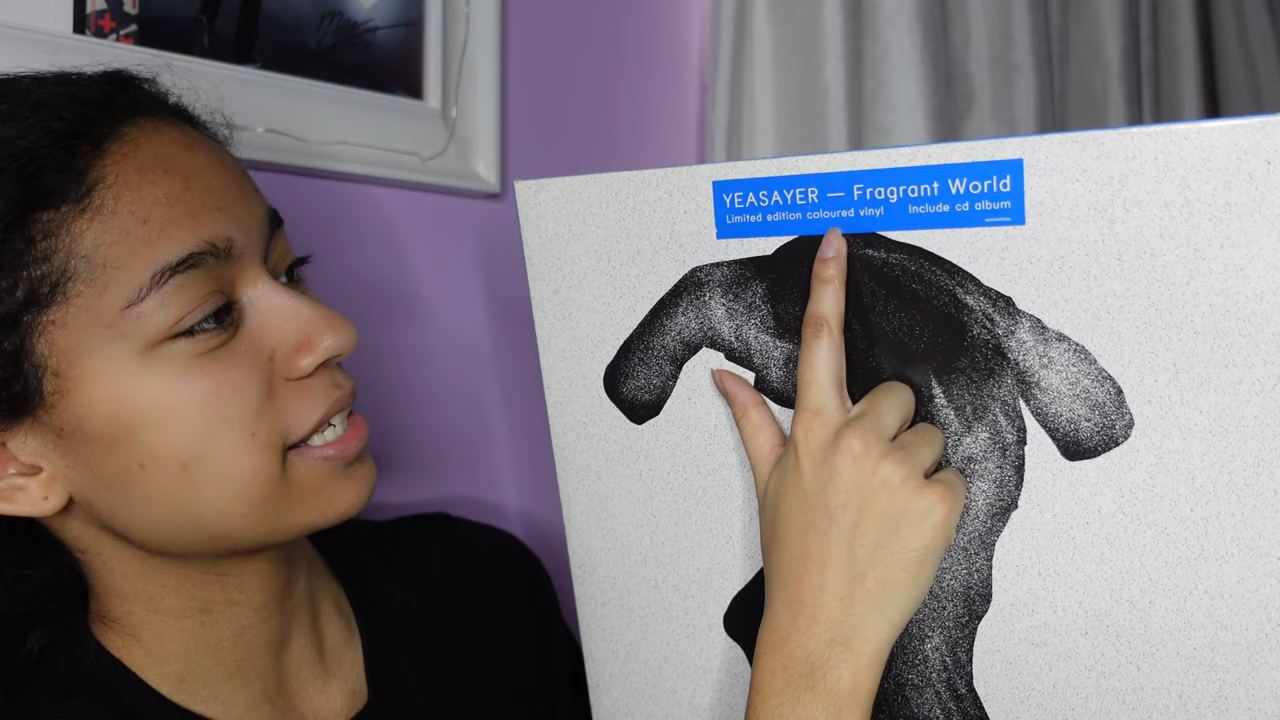 YEASAYER — Fragrant World
Limited edition coloured vinyl Include cd album